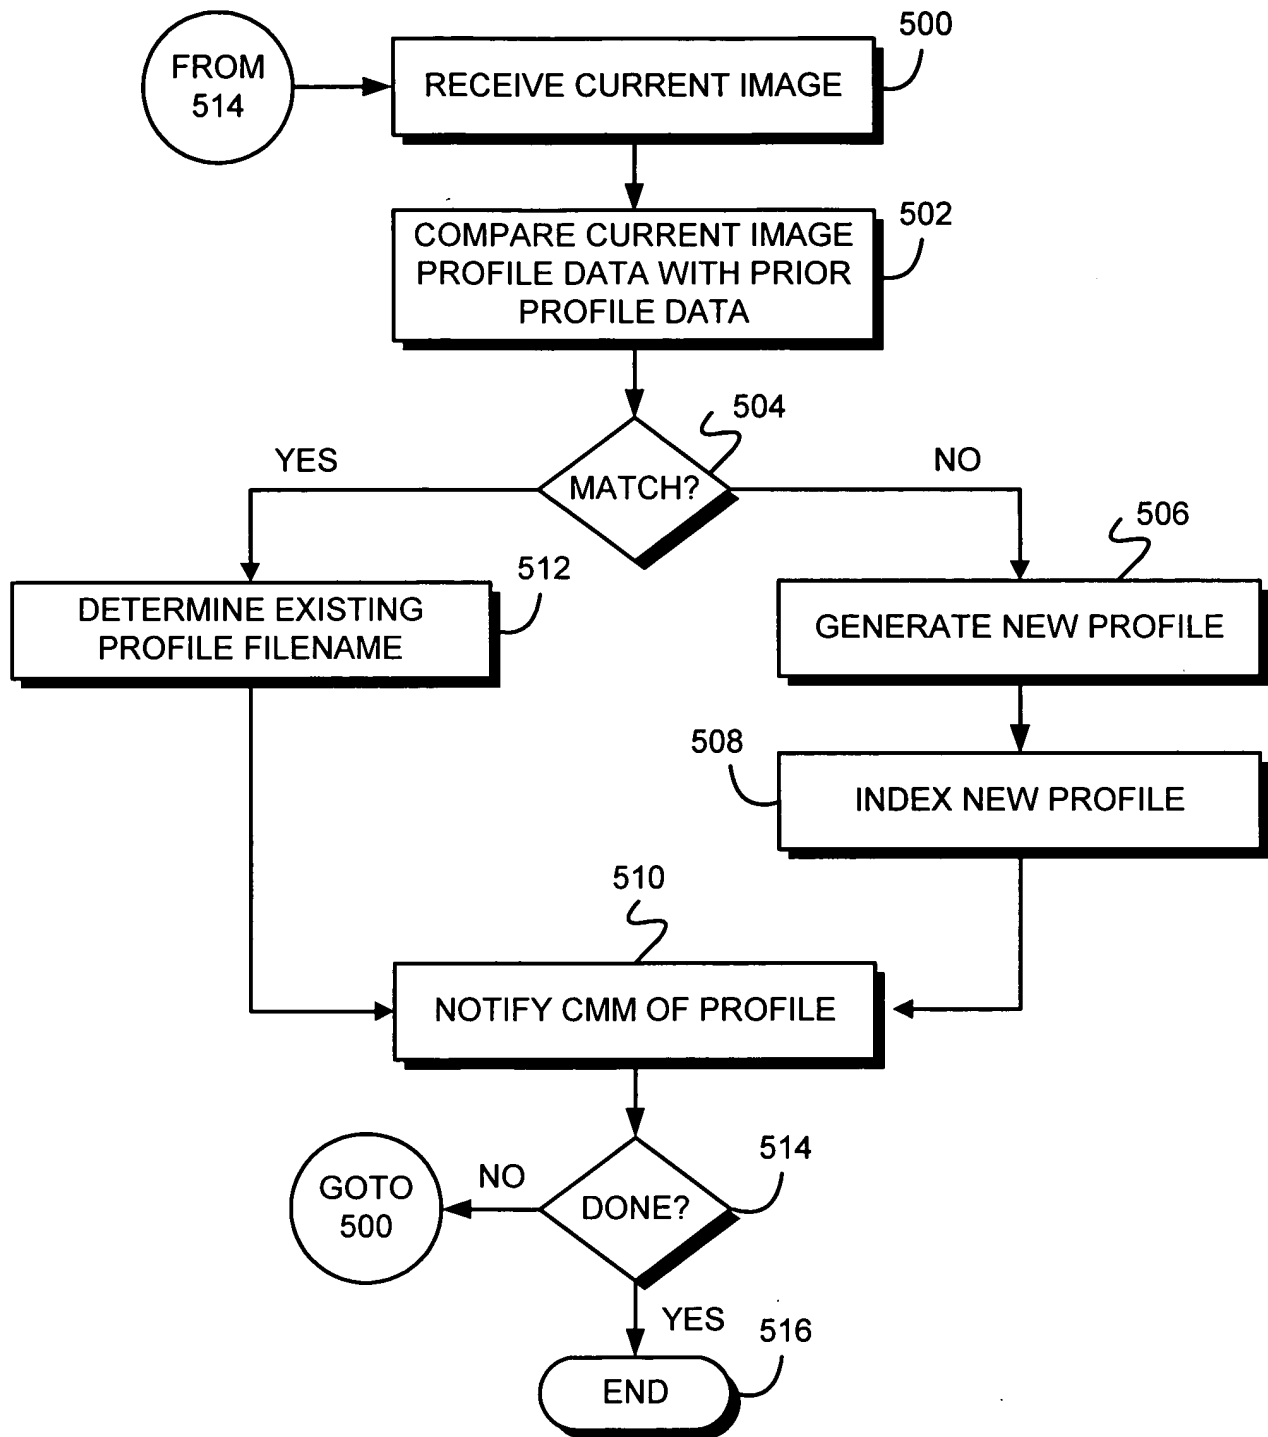 500
FROM
514
RECEIVE CURRENT IMAGE
502
COMPARE CURRENT IMAGE
PROFILE DATA WITH PRIOR
PROFILE DATA
504
YES
MATCH?
NO
506
512
DETERMINE EXISTING
PROFILE FILENAME
GENERATE NEW PROFILE
508
INDEX NEW PROFILE
510
NOTIFY CMM OF PROFILE
514
NO
GOTO
500
DONE?
YES
516
END